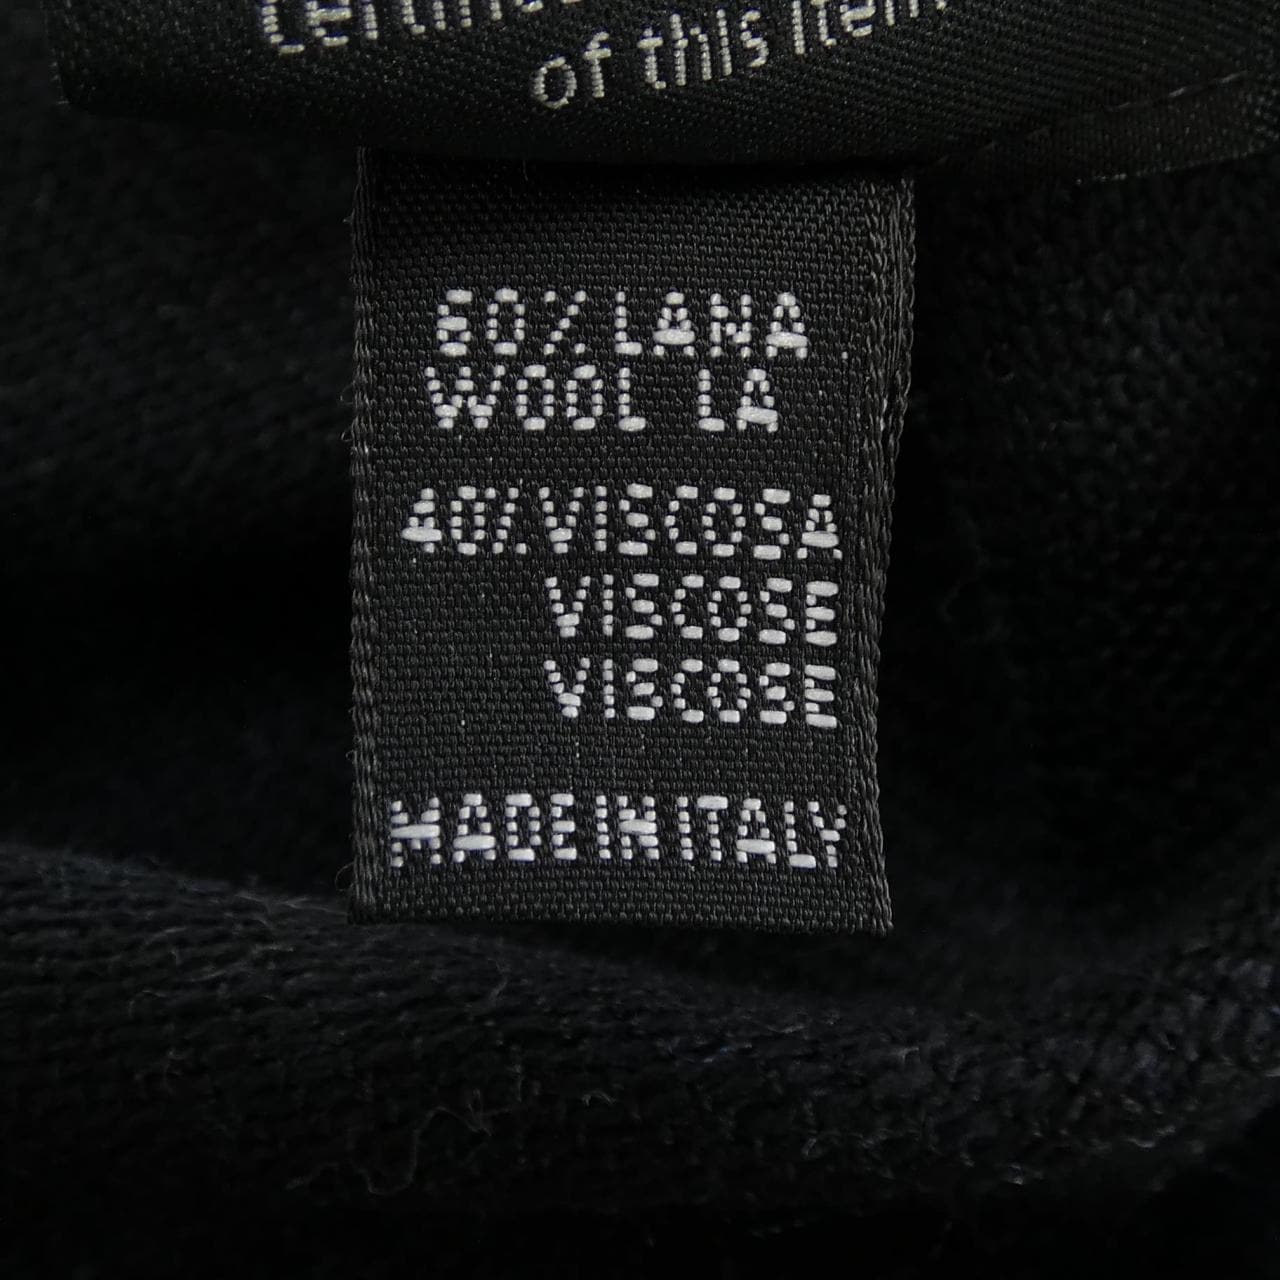 of this item.
60% LANA
WOOL LA
40% VISCOSA
VISCOSE
VISCOSE
MADE IN ITALY